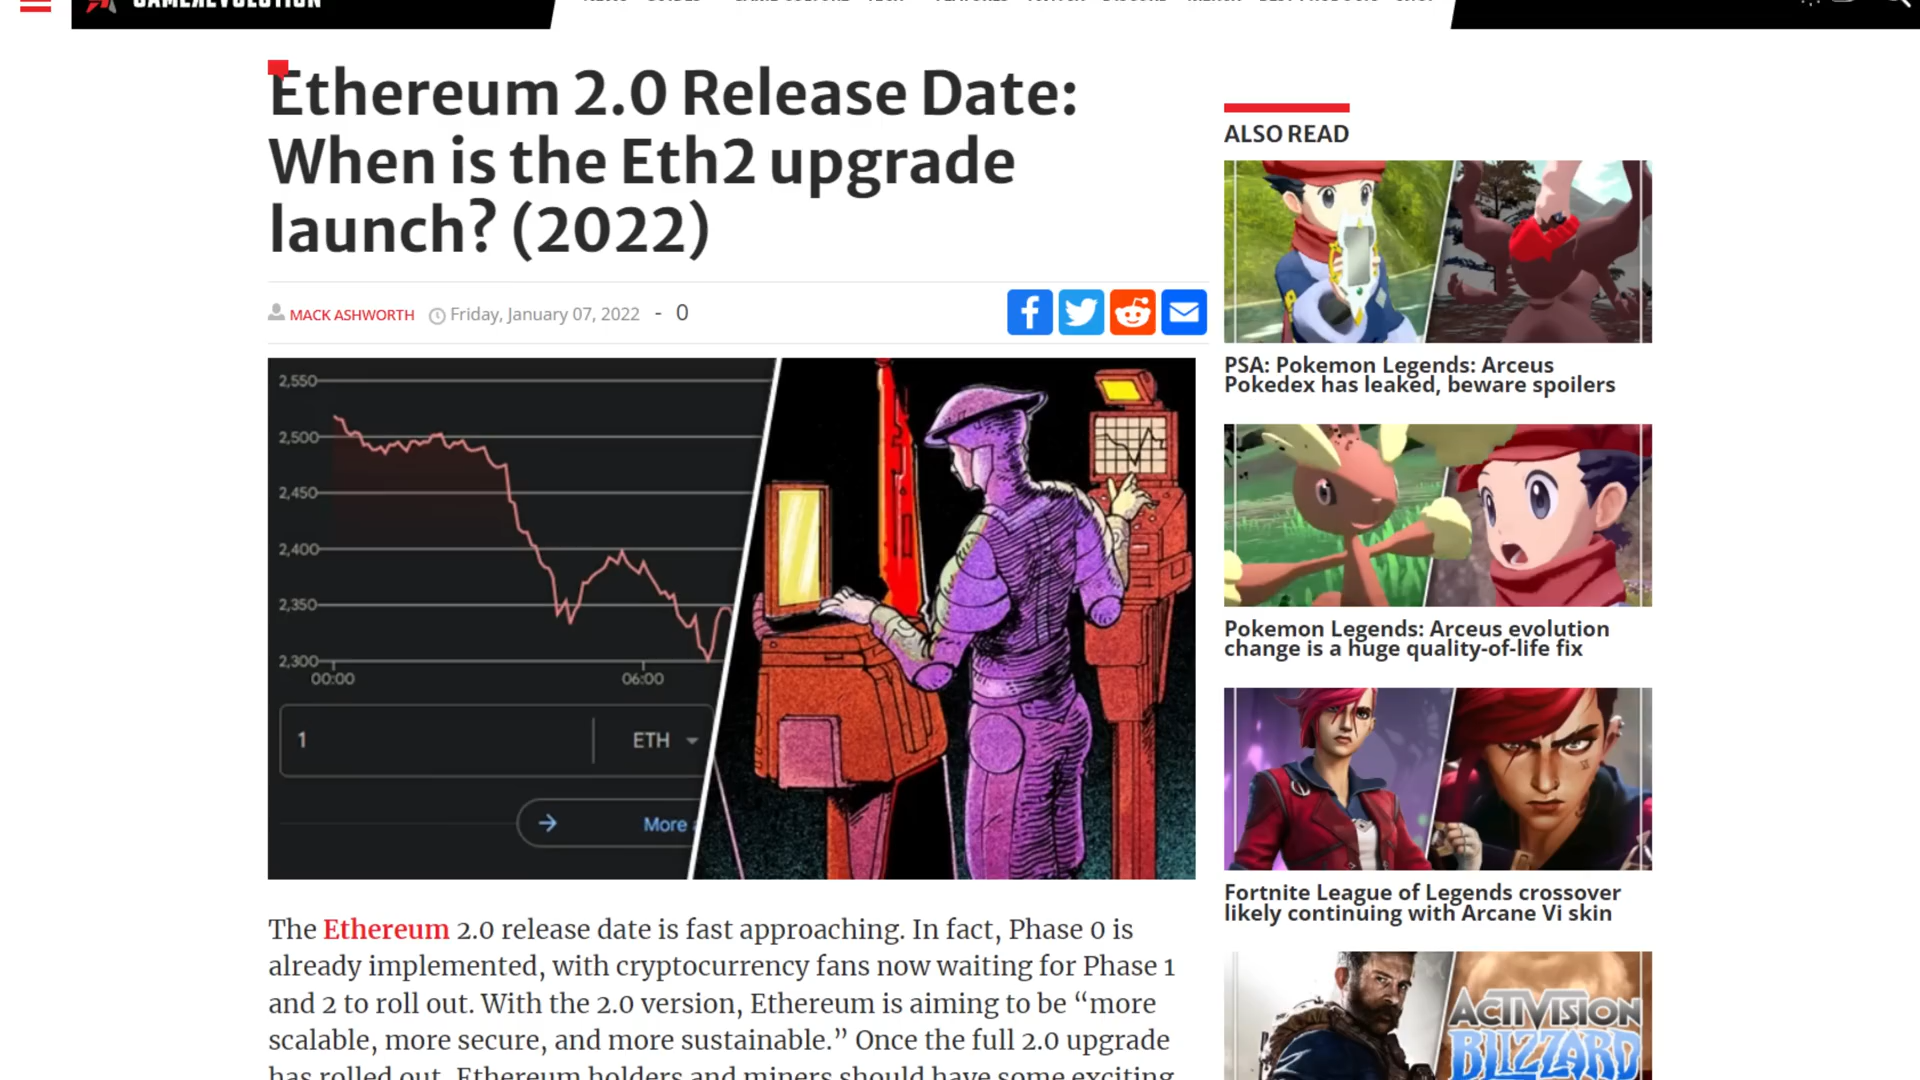 GAMEREVOLUTION
Ethereum 2.0 Release Date:
When is the Eth2 upgrade
launch? (2022)
MACK ASHWORTH Friday, January 07, 2022 - 0
2,550
2,500
2,450
2,400
2,350
2,300
00:00 06:00
1 ETH
More
The Ethereum 2.0 release date is fast approaching. In fact, Phase 0 is
already implemented, with cryptocurrency fans now waiting for Phase 1
and 2 to roll out. With the 2.0 version, Ethereum is aiming to be “more
scalable, more secure, and more sustainable.” Once the full 2.0 upgrade
has rolled out, Ethereum holders and miners should have some exciting
ALSO READ
PSA: Pokemon Legends: Arceus
Pokedex has leaked, beware spoilers
Pokemon Legends: Arceus evolution
change is a huge quality-of-life fix
Fortnite League of Legends crossover
likely continuing with Arcane Vi skin
ACTIVISION
BLIZZARD